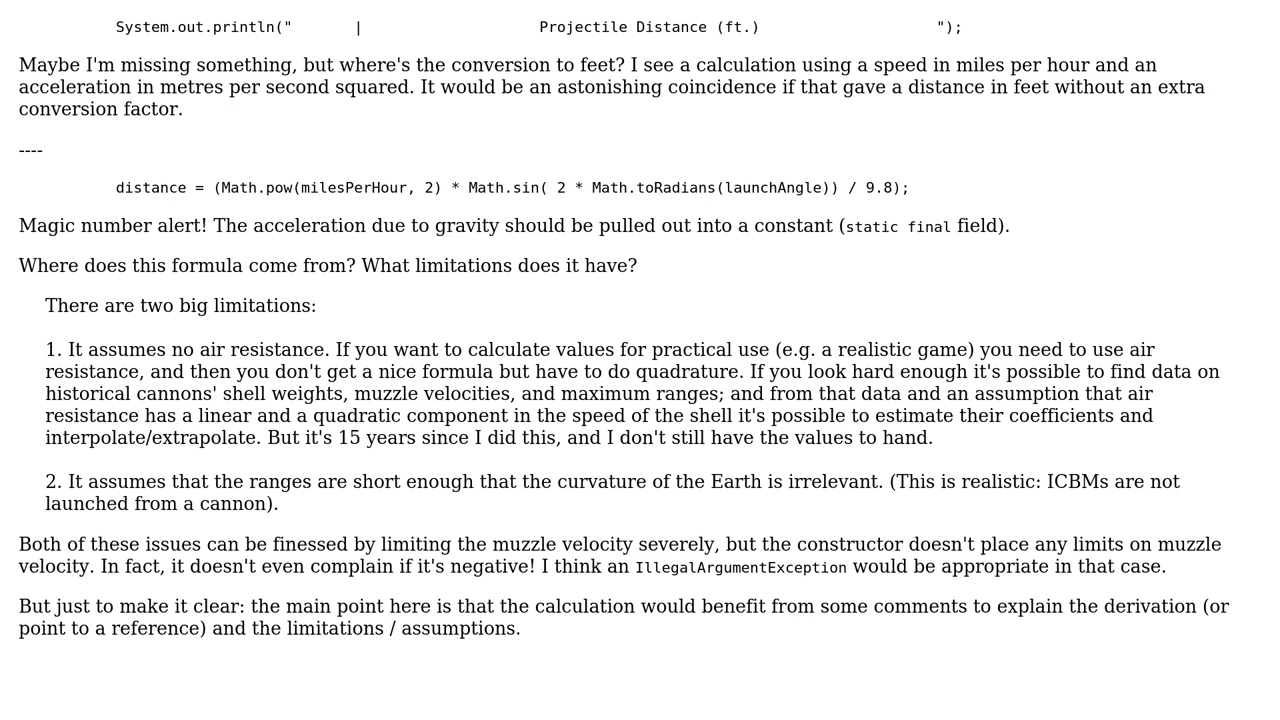 System.out.println("       |                    Projectile Distance (ft.)                    ");
Maybe I'm missing something, but where's the conversion to feet? I see a calculation using a speed in miles per hour and an
acceleration in metres per second squared. It would be an astonishing coincidence if that gave a distance in feet without an extra
conversion factor.
----
distance = (Math.pow(milesPerHour, 2) * Math.sin( 2 * Math.toRadians(launchAngle)) / 9.8);
Magic number alert! The acceleration due to gravity should be pulled out into a constant (static final field).
Where does this formula come from? What limitations does it have?
There are two big limitations:
1. It assumes no air resistance. If you want to calculate values for practical use (e.g. a realistic game) you need to use air
resistance, and then you don't get a nice formula but have to do quadrature. If you look hard enough it's possible to find data on
historical cannons' shell weights, muzzle velocities, and maximum ranges; and from that data and an assumption that air
resistance has a linear and a quadratic component in the speed of the shell it's possible to estimate their coefficients and
interpolate/extrapolate. But it's 15 years since I did this, and I don't still have the values to hand.
2. It assumes that the ranges are short enough that the curvature of the Earth is irrelevant. (This is realistic: ICBMs are not
launched from a cannon).
Both of these issues can be finessed by limiting the muzzle velocity severely, but the constructor doesn't place any limits on muzzle
velocity. In fact, it doesn't even complain if it's negative! I think an IllegalArgumentException would be appropriate in that case.
But just to make it clear: the main point here is that the calculation would benefit from some comments to explain the derivation (or
point to a reference) and the limitations / assumptions.